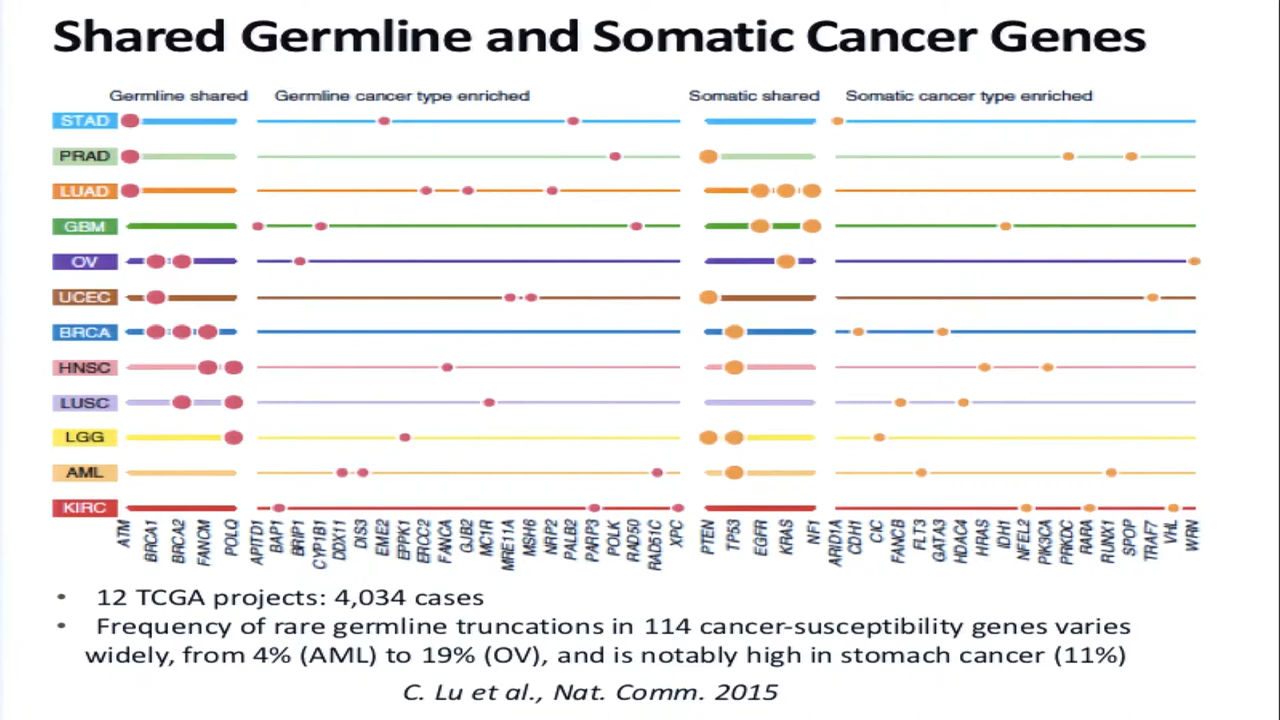 Shared Germline and Somatic Cancer Genes
Germline shared
Germline cancer type enriched
Somatic shared
Somatic cancer type enriched
STAD
PRAD
LUAD
GBM
OV
UCEC
BRCA
HNSC
LUSC
LGG
AML
KIRC
ATM
BRCA1
BRCA2
FANCM
POLQ
APITD1
BAP1
BRIP1
CYP1B1
DDX11
DIS3
EME2
EPPK1
ERCC2
FANCA
GJB2
MC1R
MRE11A
MSH6
NRP2
PALB2
PARP3
POLK
RAD50
RAD51C
XPC
PTEN
TP53
EGFR
KRAS
NF1
ARID1A
CDH1
CIC
FANCB
FLT3
GATA3
HDAC4
HRAS
IDH1
NFEL2
PIK3CA
PRKDC
RARA
RUNX1
SPOP
TRAF7
VHL
WRN
• 12 TCGA projects: 4,034 cases
• Frequency of rare germline truncations in 114 cancer-susceptibility genes varies
widely, from 4% (AML) to 19% (OV), and is notably high in stomach cancer (11%)
C. Lu et al., Nat. Comm. 2015